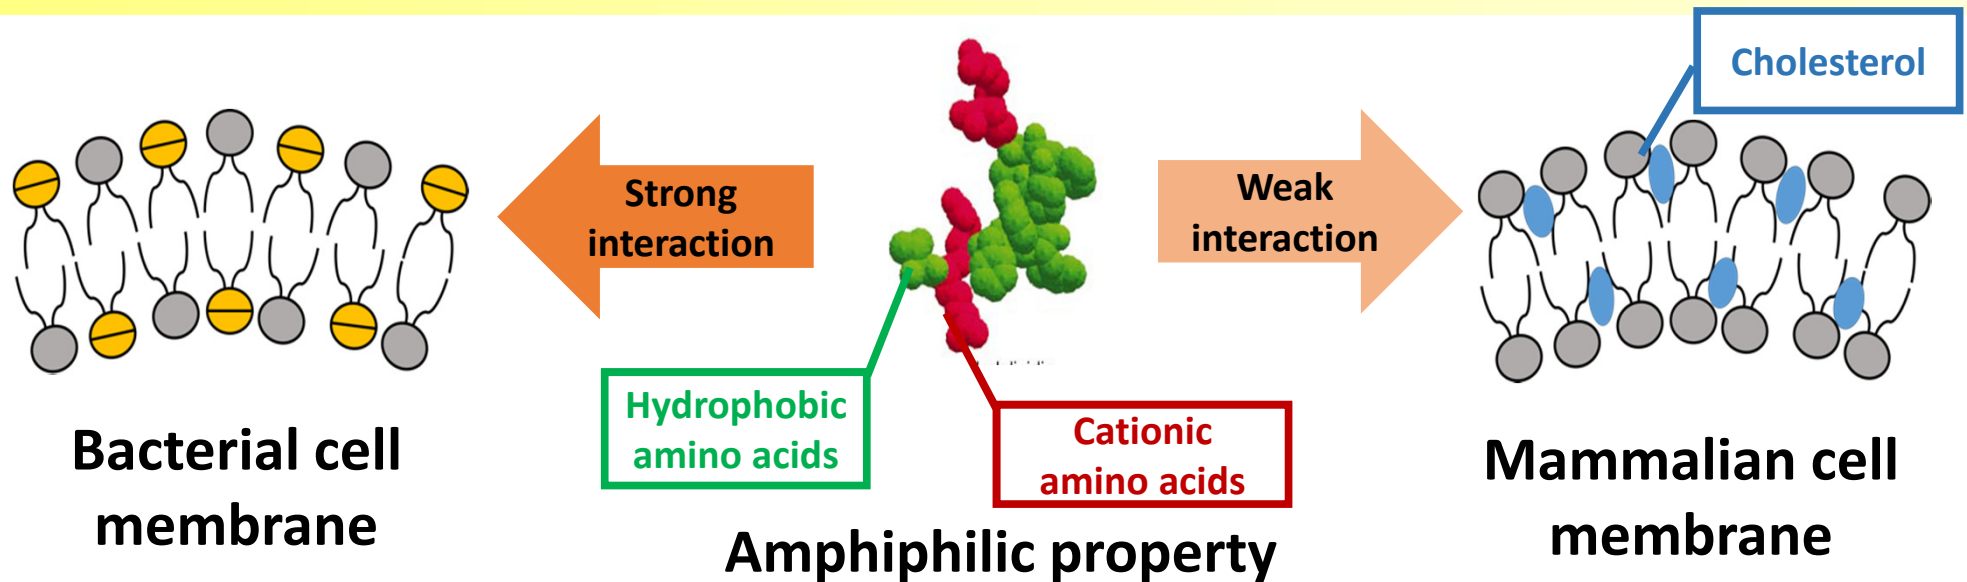 Cholesterol
Strong
interaction
Weak
interaction
Hydrophobic
amino acids
Cationic
amino acids
Bacterial cell
membrane
Amphiphilic property
Mammalian cell
membrane